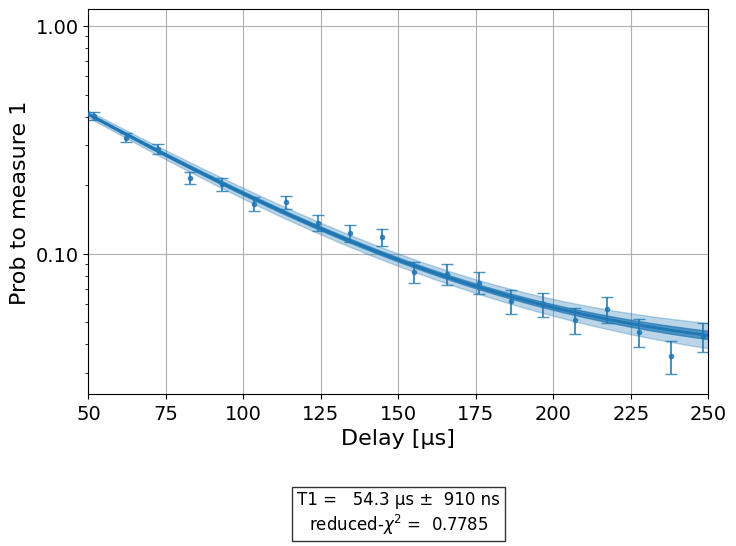 1.00
0.10
Prob to measure 1
50 75 100 125 150 175 200 225 250
Delay [µs]
T1 = 54.3 µs ± 910 ns
reduced-χ² = 0.7785